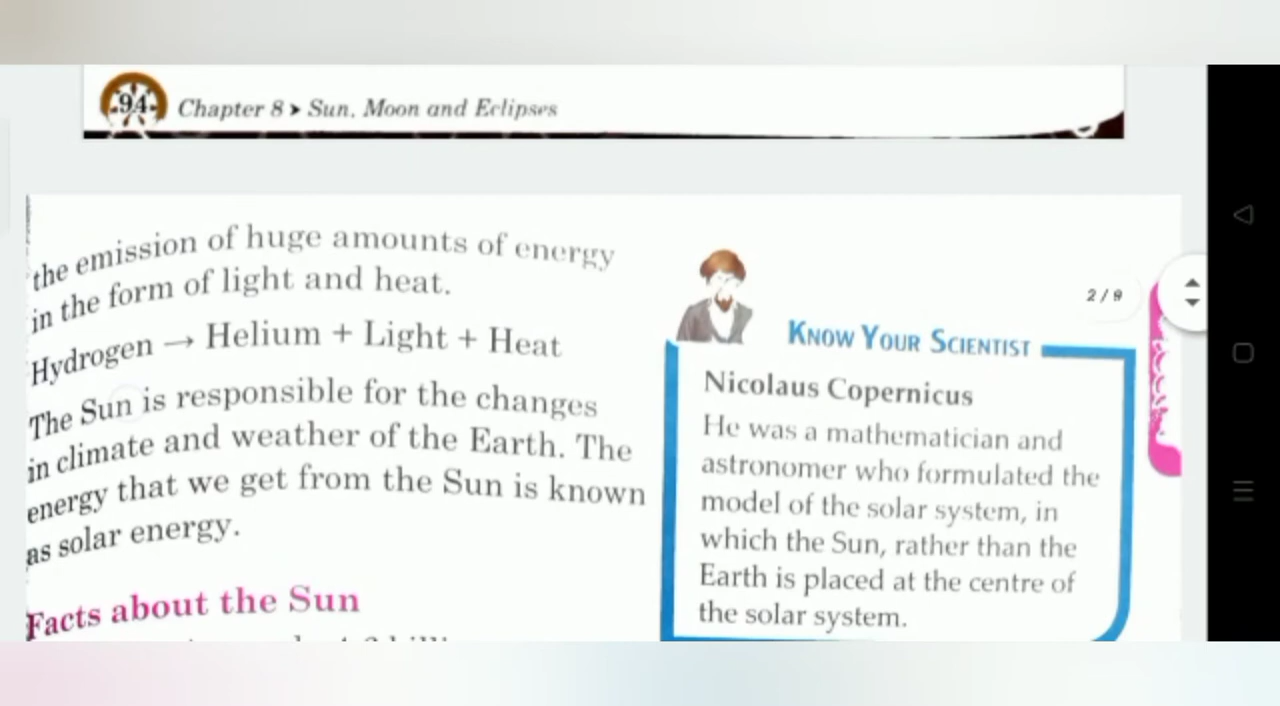 94 Chapter 8 ➤ Sun, Moon and Eclipses
the emission of huge amounts of energy
in the form of light and heat.
Hydrogen → Helium + Light + Heat
The Sun is responsible for the changes
in climate and weather of the Earth. The
energy that we get from the Sun is known
as solar energy.
Facts about the Sun
2 / 9
KNOW YOUR SCIENTIST
Nicolaus Copernicus
He was a mathematician and
astronomer who formulated the
model of the solar system, in
which the Sun, rather than the
Earth is placed at the centre of
the solar system.